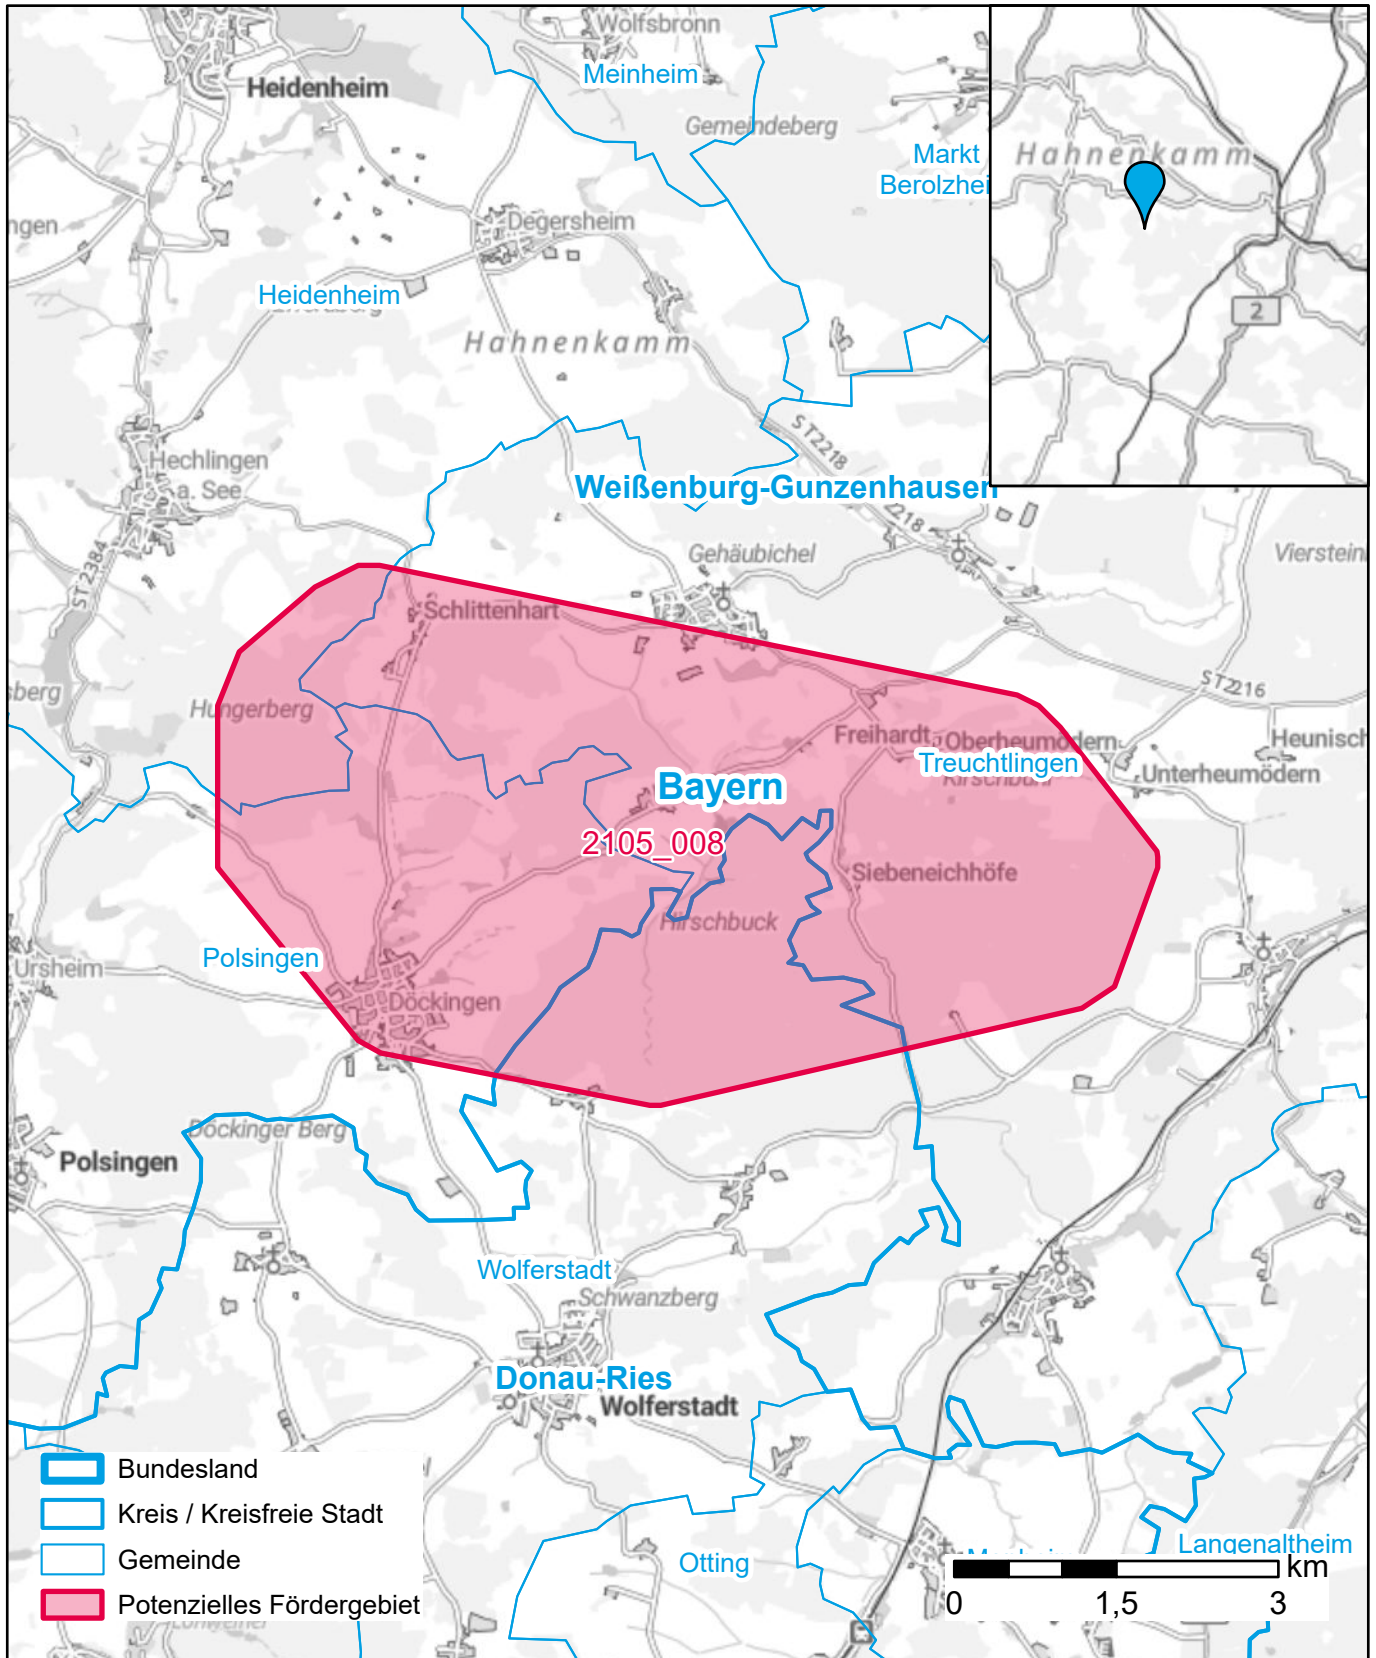 Wolfsbronn
Meinheim
Heidenheim
Gemeindeberg
Markt
Berolzhei
Hahnenkamm
2
ngen
Degersheim
Heidenheim
Hahnenkamm
ST2218
Hechlingen
a. See
Weißenburg-Gunzenhausen
2218
ST2384
Gehäubichel
Vierstein
Schlittenhart
sberg
Hungerberg
ST2216
Freihardt
Oberheumödern
Heunisch
Treuchtlingen
Kirschbühl
Unterheumödern
Bayern
2105_008
Siebeneichhöfe
Hirschbuck
Polsingen
Ursheim
Döckingen
Döckinger Berg
Polsingen
Wolferstadt
Schwanzberg
Donau-Ries
Wolferstadt
Bundesland
Kreis / Kreisfreie Stadt
Gemeinde
Potenzielles Fördergebiet
Otting
Langenaltheim
km
0
1,5
3